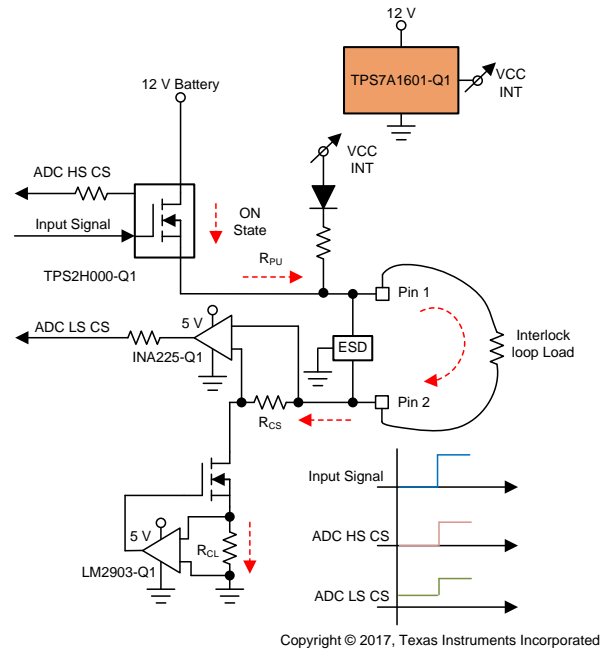 12 V
TPS7A1601-Q1
VCC
INT
12 V Battery
VCC
INT
ADC HS CS
Input Signal
ON
State
TPS2H000-Q1
RPU
Pin 1
ADC LS CS
5 V
INA225-Q1
ESD
Interlock
loop Load
RCS
Pin 2
5 V
RCL
LM2903-Q1
Input Signal
ADC HS CS
ADC LS CS
Copyright © 2017, Texas Instruments Incorporated